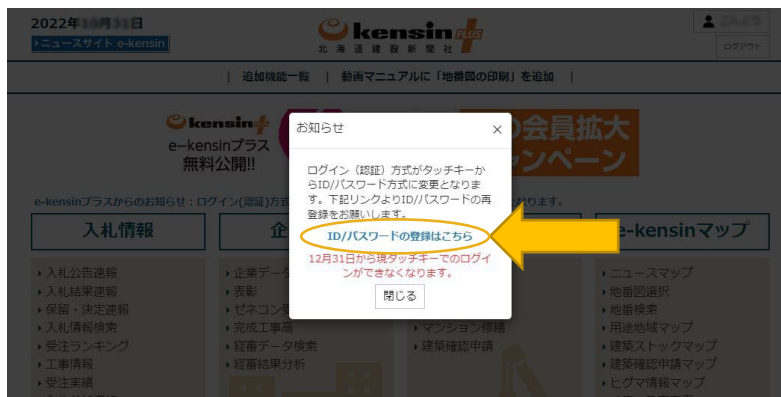 2022年10月31日
▸ニュースサイト e-kensin
kensin PLUS
北海道建設新聞社
ログアウト
| 追加機能一覧 | 動画マニュアルに「地番図の印刷」を追加 |
kensin
e-kensinプラス
無料公開!!
会員拡大
ンペーン
お知らせ ×
ログイン（認証）方式がタッチキーか
らID/パスワード方式に変更となりま
す。下記リンクよりID/パスワードの再
登録をお願いします。
ID/パスワードの登録はこちら
12月31日から現タッチキーでのログイ
ンができなくなります。
閉じる
e-kensinプラスからのお知らせ：ログイン(認証)方式
なります。
入札情報
企
e-kensinマップ
▸入札公告速報
▸入札結果速報
▸保留・決定速報
▸入札情報検索
▸受注ランキング
▸工事情報
▸受注実績
▸企業データ
▸表彰
▸ゼネコン受
▸完成工事高
▸経審データ検索
▸経審結果分析
▸マンション修繕
▸建築確認申請
▸ニュースマップ
▸地番図選択
▸地番検索
▸用途地域マップ
▸建築ストックマップ
▸建築確認申請マップ
▸ヒグマ情報マップ